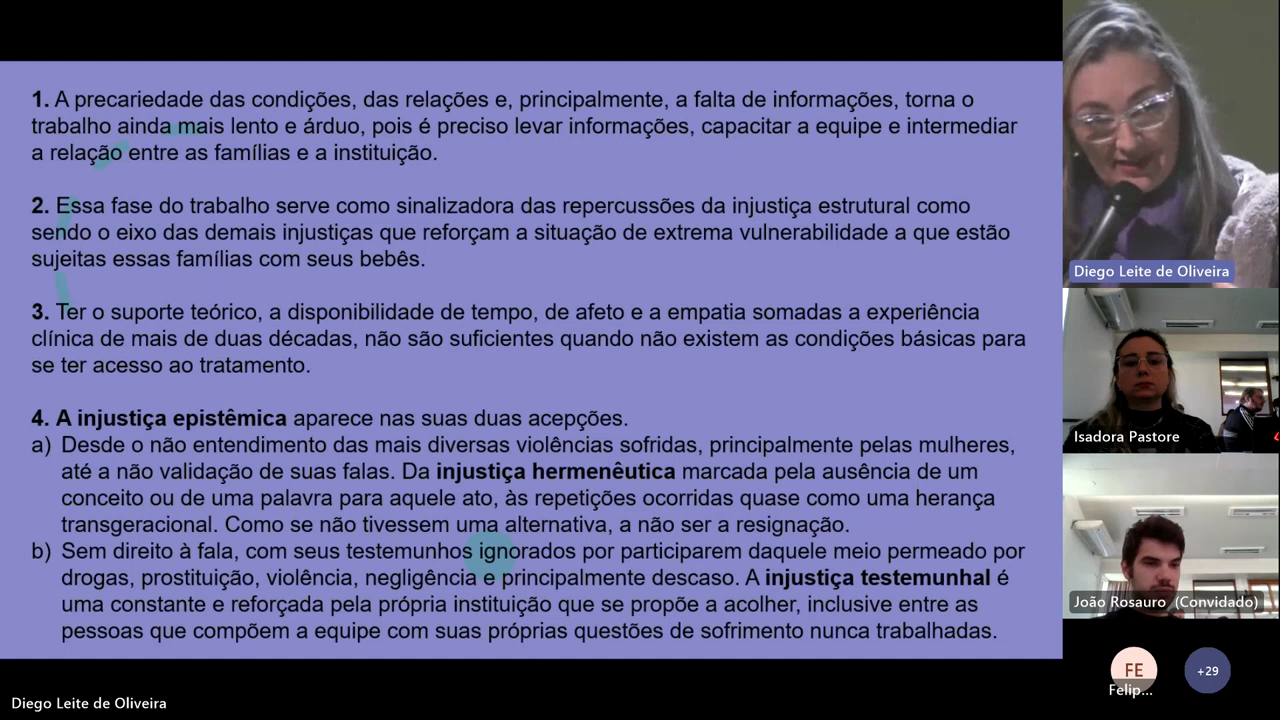 1. A precariedade das condições, das relações e, principalmente, a falta de informações, torna o
trabalho ainda mais lento e árduo, pois é preciso levar informações, capacitar a equipe e intermediar
a relação entre as famílias e a instituição.
2. Essa fase do trabalho serve como sinalizadora das repercussões da injustiça estrutural como
sendo o eixo das demais injustiças que reforçam a situação de extrema vulnerabilidade a que estão
sujeitas essas famílias com seus bebês.
3. Ter o suporte teórico, a disponibilidade de tempo, de afeto e a empatia somadas a experiência
clínica de mais de duas décadas, não são suficientes quando não existem as condições básicas para
se ter acesso ao tratamento.
4. A injustiça epistêmica aparece nas suas duas acepções.
a) Desde o não entendimento das mais diversas violências sofridas, principalmente pelas mulheres,
até a não validação de suas falas. Da injustiça hermenêutica marcada pela ausência de um
conceito ou de uma palavra para aquele ato, às repetições ocorridas quase como uma herança
transgeracional. Como se não tivessem uma alternativa, a não ser a resignação.
b) Sem direito à fala, com seus testemunhos ignorados por participarem daquele meio permeado por
drogas, prostituição, violência, negligência e principalmente descaso. A injustiça testemunhal é
uma constante e reforçada pela própria instituição que se propõe a acolher, inclusive entre as
pessoas que compõem a equipe com suas próprias questões de sofrimento nunca trabalhadas.
Diego Leite de Oliveira
Isadora Pastore
João Rosauro (Convidado)
FE
Felip...
+29
Diego Leite de Oliveira